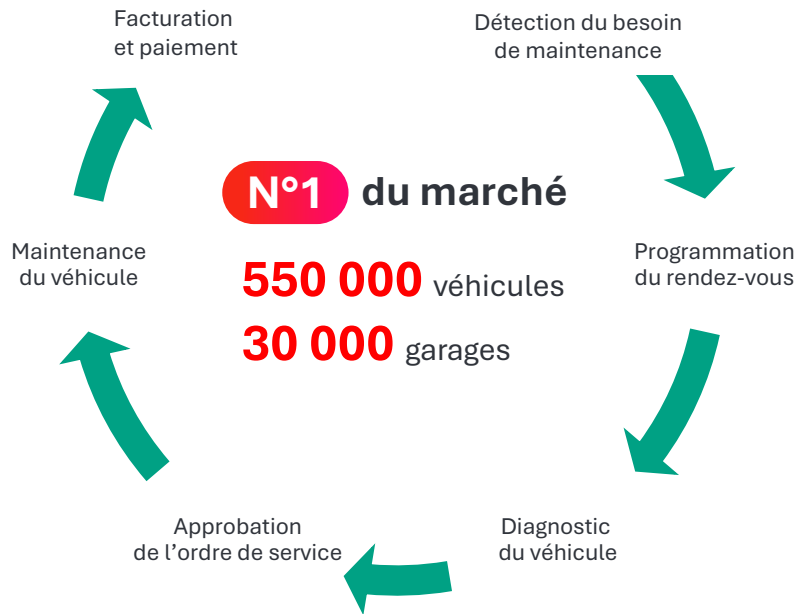 Facturation
et paiement
Détection du besoin
de maintenance
N°1 du marché
550 000 véhicules
30 000 garages
Maintenance
du véhicule
Programmation
du rendez-vous
Approbation
de l’ordre de service
Diagnostic
du véhicule